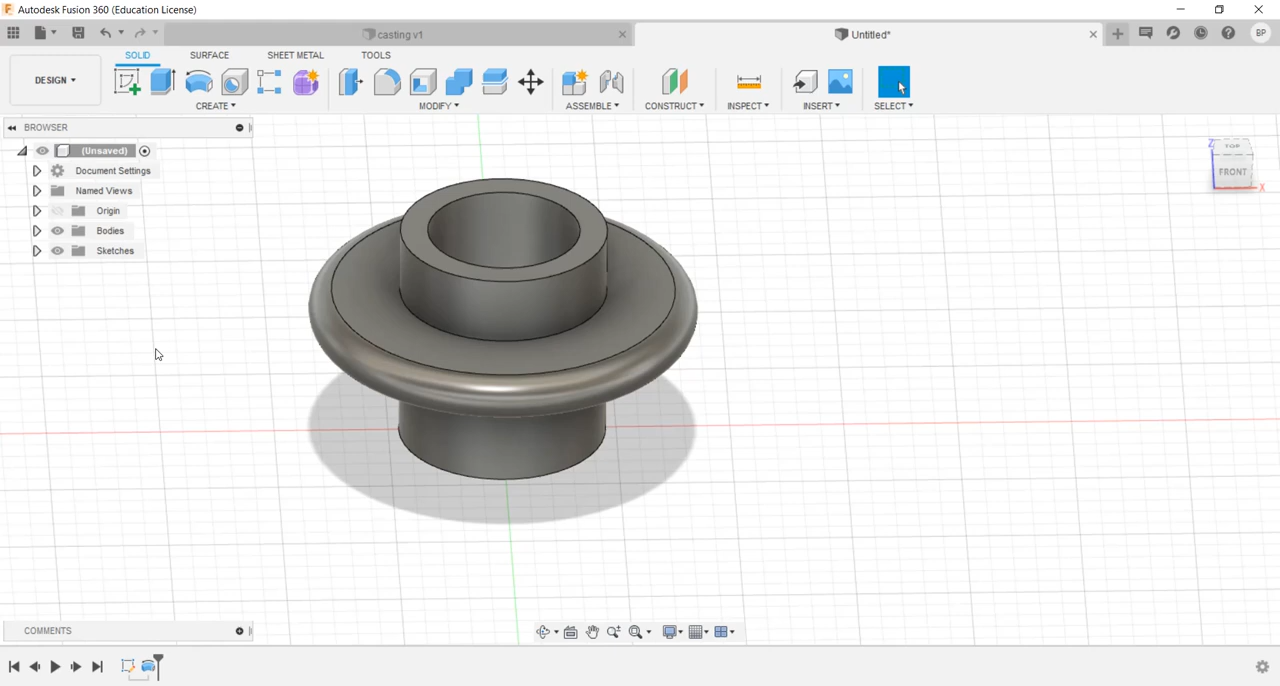 Autodesk Fusion 360 (Education License)
casting v1
Untitled*
BP
DESIGN
SOLID
SURFACE
SHEET METAL
TOOLS
CREATE
MODIFY
ASSEMBLE
CONSTRUCT
INSPECT
INSERT
SELECT
BROWSER
(Unsaved)
Document Settings
Named Views
Origin
Bodies
Sketches
Z
TOP
FRONT
X
COMMENTS